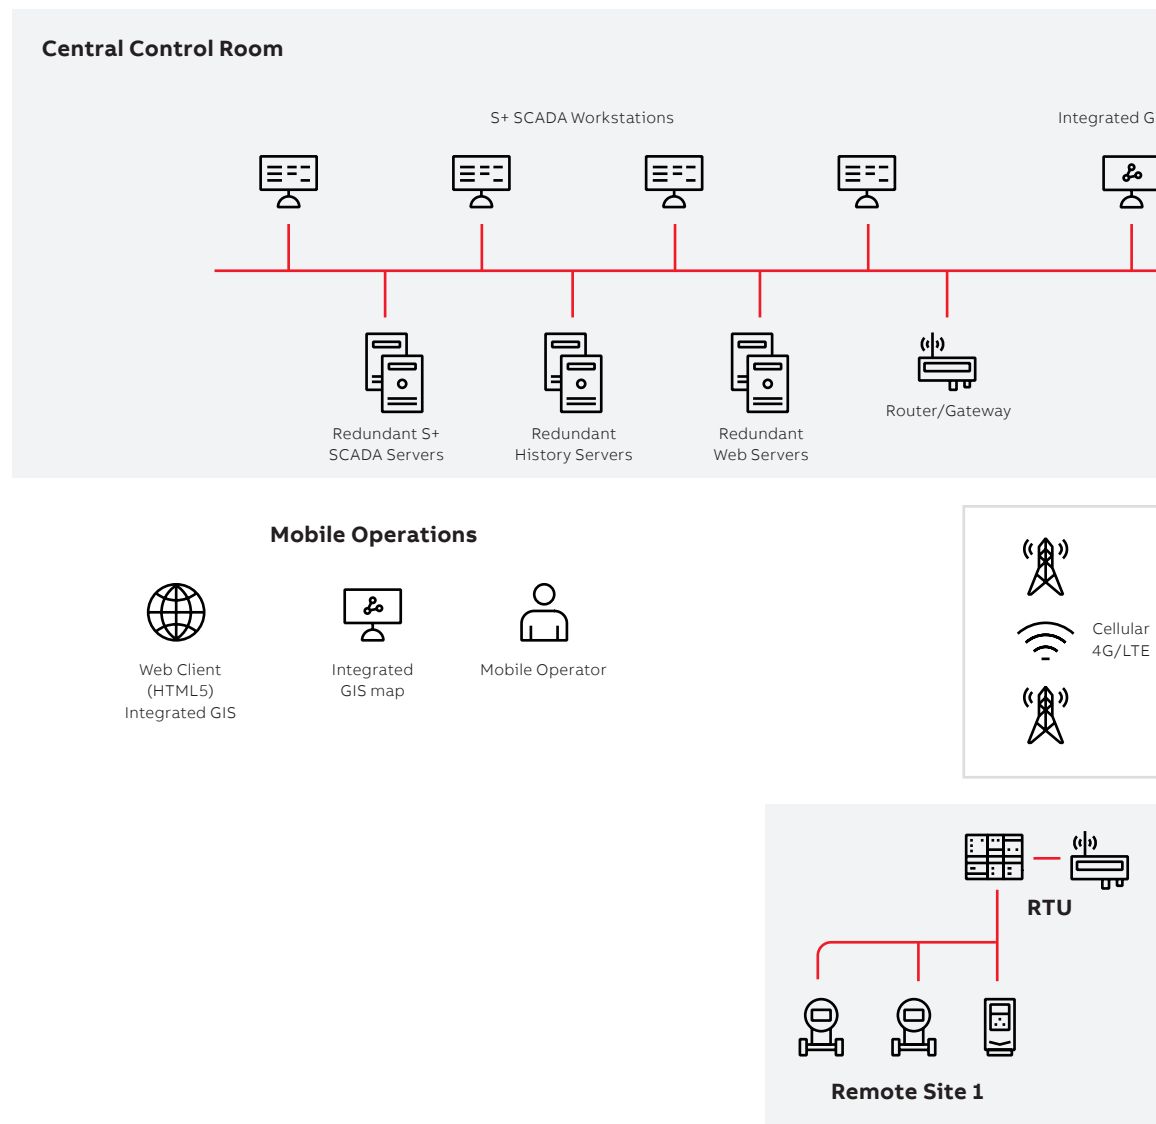 Central Control Room
S+ SCADA Workstations
Integrated G
Redundant S+
SCADA Servers
Redundant
History Servers
Redundant
Web Servers
Router/Gateway
Mobile Operations
Web Client
(HTML5)
Integrated GIS
Integrated
GIS map
Mobile Operator
Cellular
4G/LTE
RTU
Remote Site 1